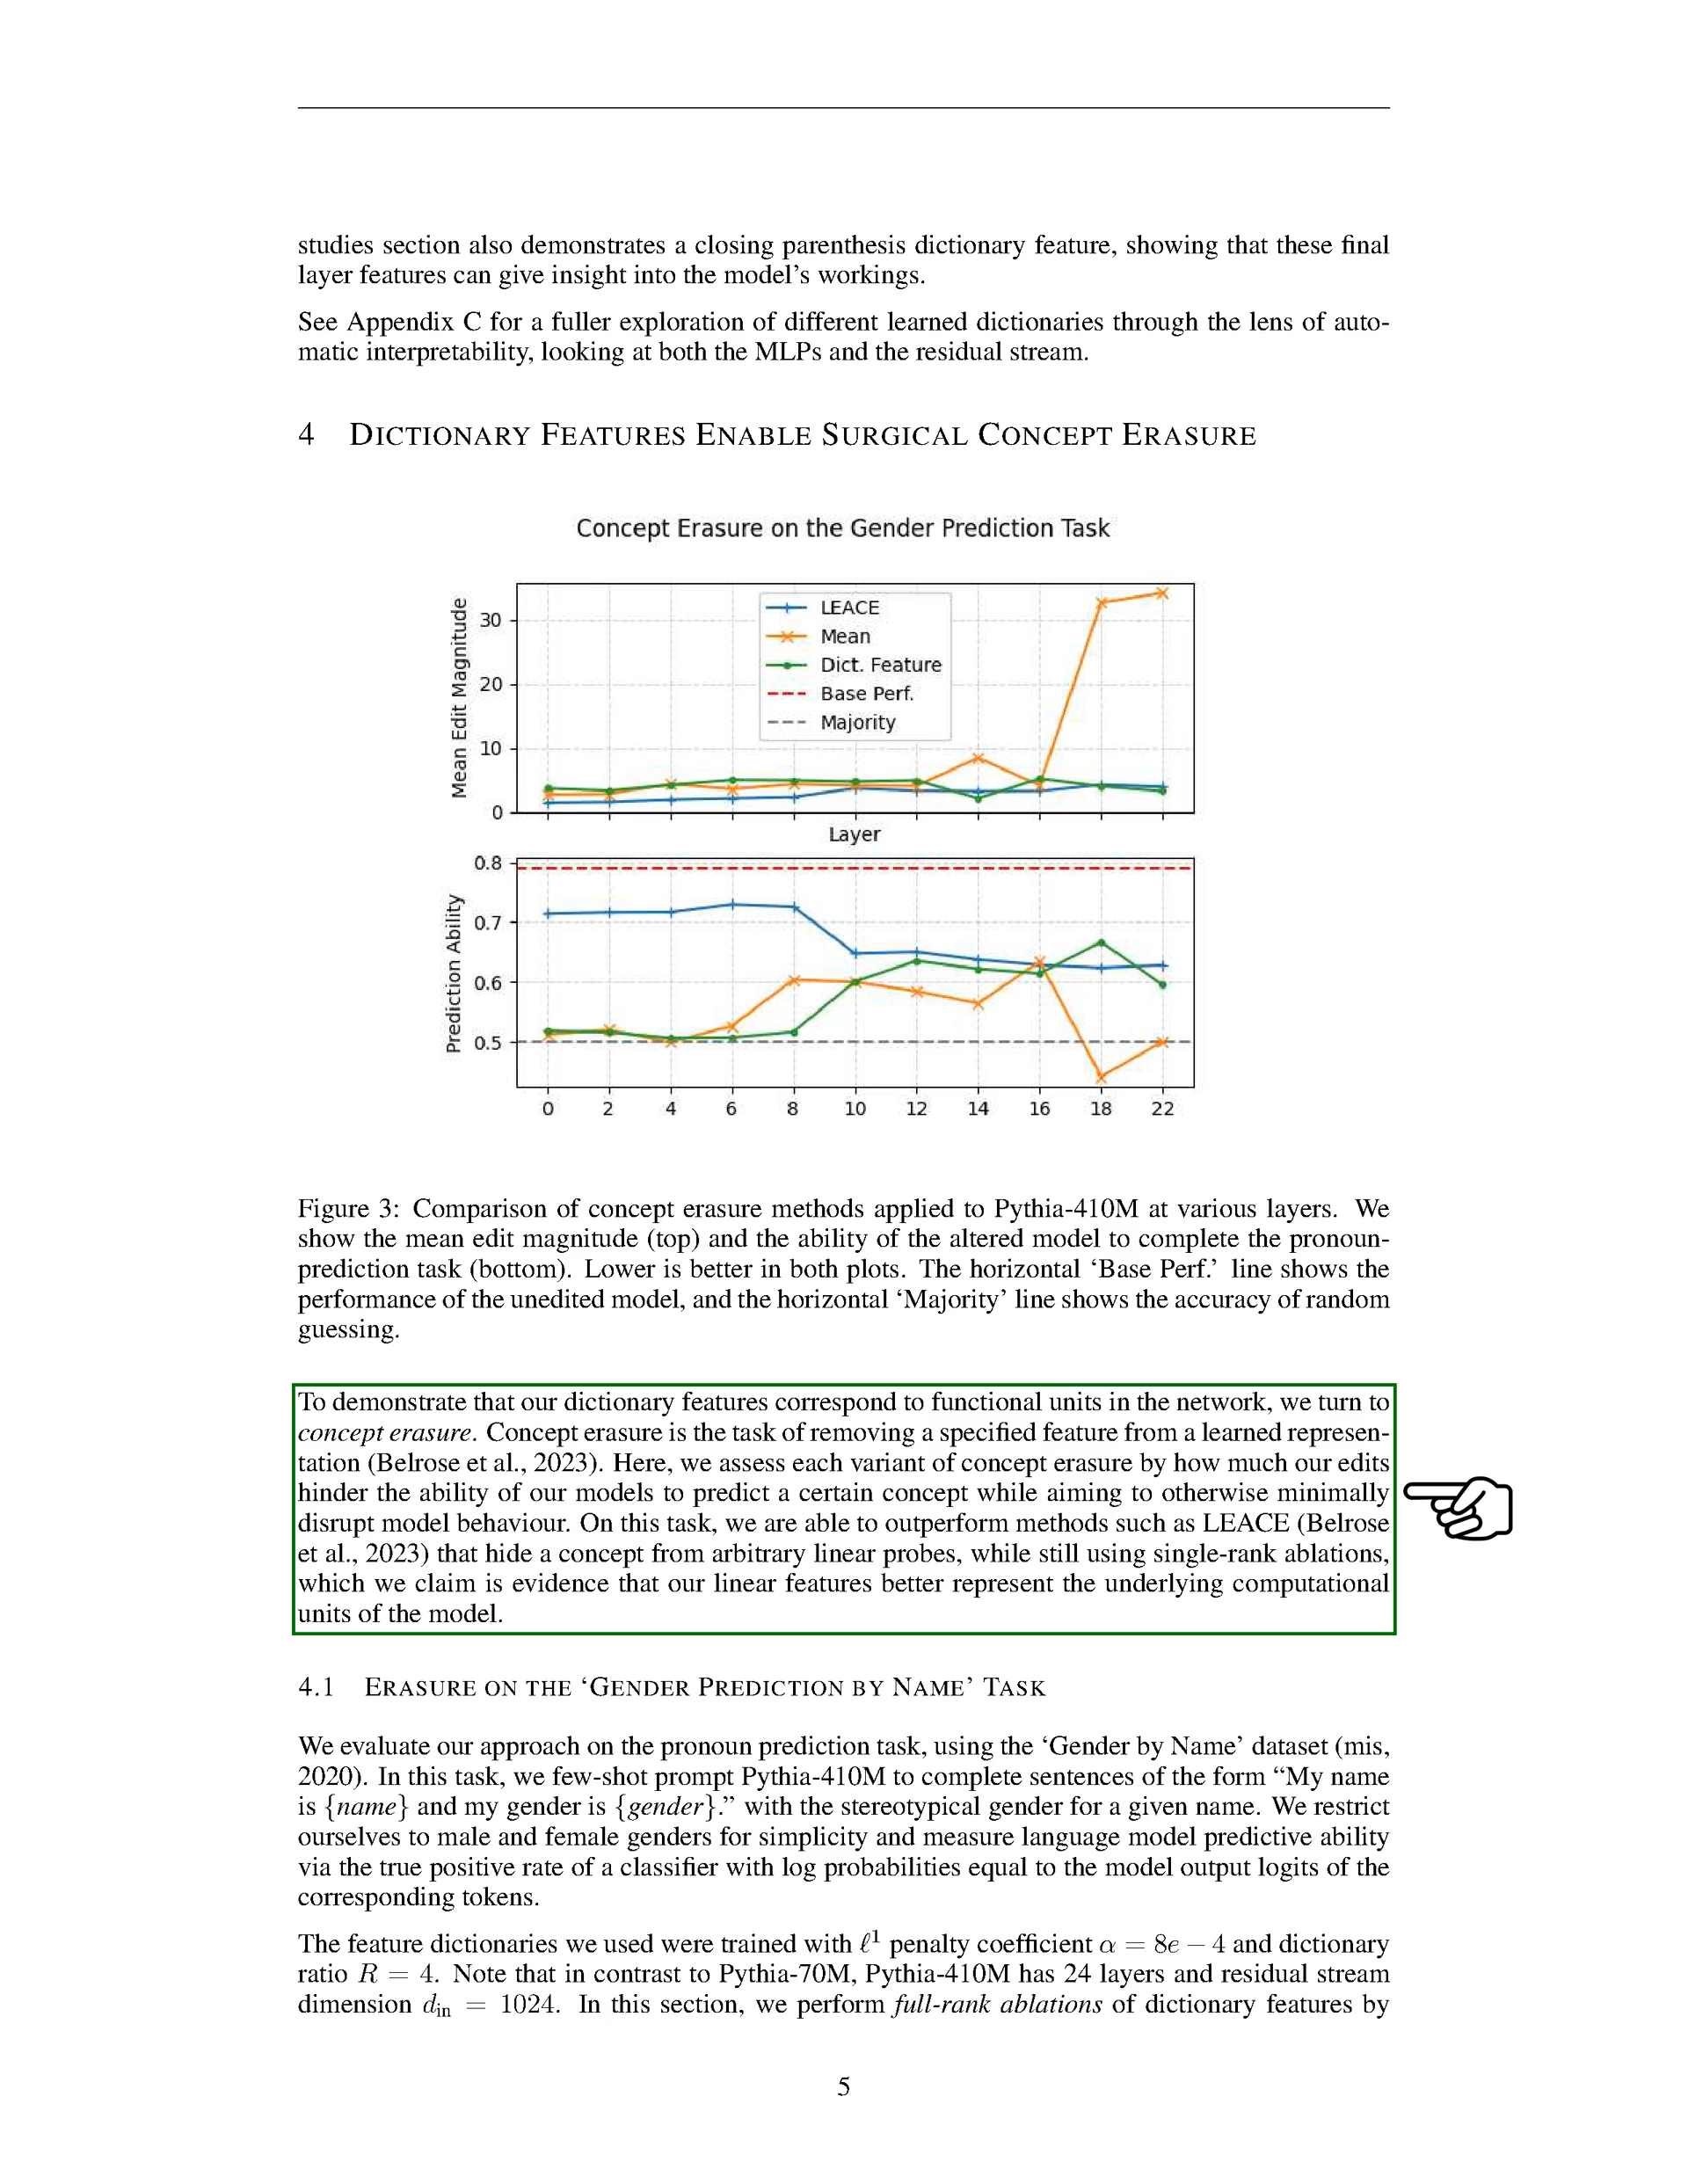 studies section also demonstrates a closing parenthesis dictionary feature, showing that these final
layer features can give insight into the model's workings.
See Appendix C for a fuller exploration of different learned dictionaries through the lens of auto-
matic interpretability, looking at both the MLPs and the residual stream.
4 DICTIONARY FEATURES ENABLE SURGICAL CONCEPT ERASURE
Concept Erasure on the Gender Prediction Task
Mean Edit Magnitude
30
20
10
0
LEACE
Mean
Dict. Feature
Base Perf.
Majority
Layer
Prediction Ability
0.8
0.7
0.6
0.5
0 2 4 6 8 10 12 14 16 18 22
Figure 3: Comparison of concept erasure methods applied to Pythia-410M at various layers. We
show the mean edit magnitude (top) and the ability of the altered model to complete the pronoun-
prediction task (bottom). Lower is better in both plots. The horizontal 'Base Perf.' line shows the
performance of the unedited model, and the horizontal 'Majority' line shows the accuracy of random
guessing.
To demonstrate that our dictionary features correspond to functional units in the network, we turn to
concept erasure. Concept erasure is the task of removing a specified feature from a learned represen-
tation (Belrose et al., 2023). Here, we assess each variant of concept erasure by how much our edits
hinder the ability of our models to predict a certain concept while aiming to otherwise minimally
disrupt model behaviour. On this task, we are able to outperform methods such as LEACE (Belrose
et al., 2023) that hide a concept from arbitrary linear probes, while still using single-rank ablations,
which we claim is evidence that our linear features better represent the underlying computational
units of the model.
4.1 ERASURE ON THE 'GENDER PREDICTION BY NAME' TASK
We evaluate our approach on the pronoun prediction task, using the 'Gender by Name' dataset (mis,
2020). In this task, we few-shot prompt Pythia-410M to complete sentences of the form "My name
is {name} and my gender is {gender}." with the stereotypical gender for a given name. We restrict
ourselves to male and female genders for simplicity and measure language model predictive ability
via the true positive rate of a classifier with log probabilities equal to the model output logits of the
corresponding tokens.
The feature dictionaries we used were trained with ℓ¹ penalty coefficient α = 8e − 4 and dictionary
ratio R = 4. Note that in contrast to Pythia-70M, Pythia-410M has 24 layers and residual stream
dimension d_in = 1024. In this section, we perform full-rank ablations of dictionary features by
5